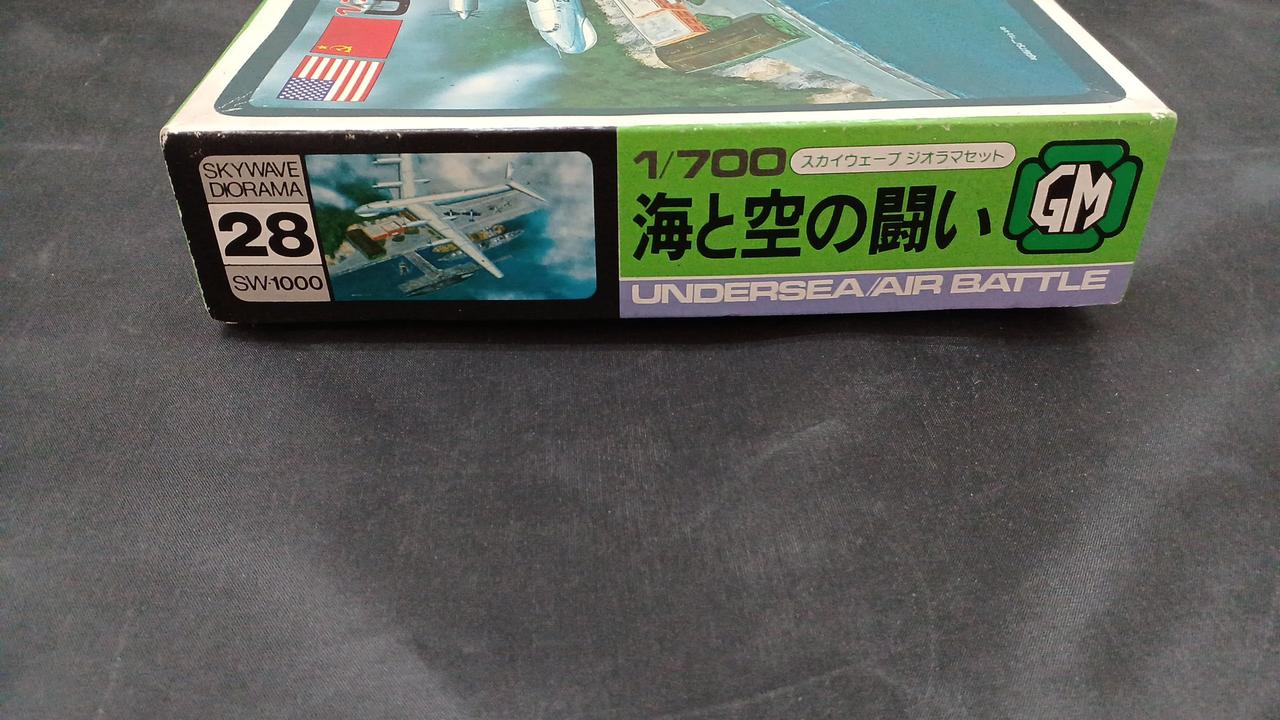 SKYWAVE
DIORAMA
28
SW-1000
1/700 スカイウェーブ ジオラマセット
海と空の闘い
GM
UNDERSEA/AIR BATTLE